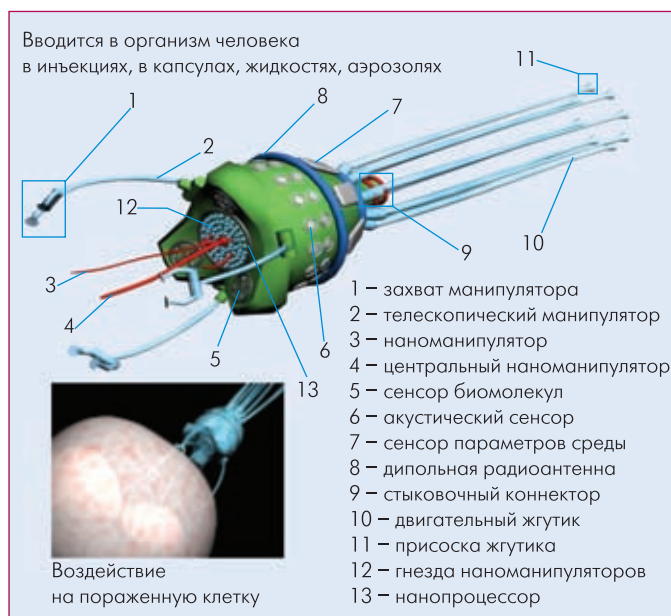 Вводится в организм человека
в инъекциях, в капсулах, жидкостях, аэрозолях
11
1
8
7
2
12
9
10
3
4
5
13
6
1 – захват манипулятора
2 – телескопический манипулятор
3 – наноманипулятор
4 – центральный наноманипулятор
5 – сенсор биомолекул
6 – акустический сенсор
7 – сенсор параметров среды
8 – дипольная радиоантенна
9 – стыковочный коннектор
10 – двигательный жгутик
11 – присоска жгутика
12 – гнезда наноманипуляторов
13 – нанопроцессор
Воздействие
на пораженную клетку